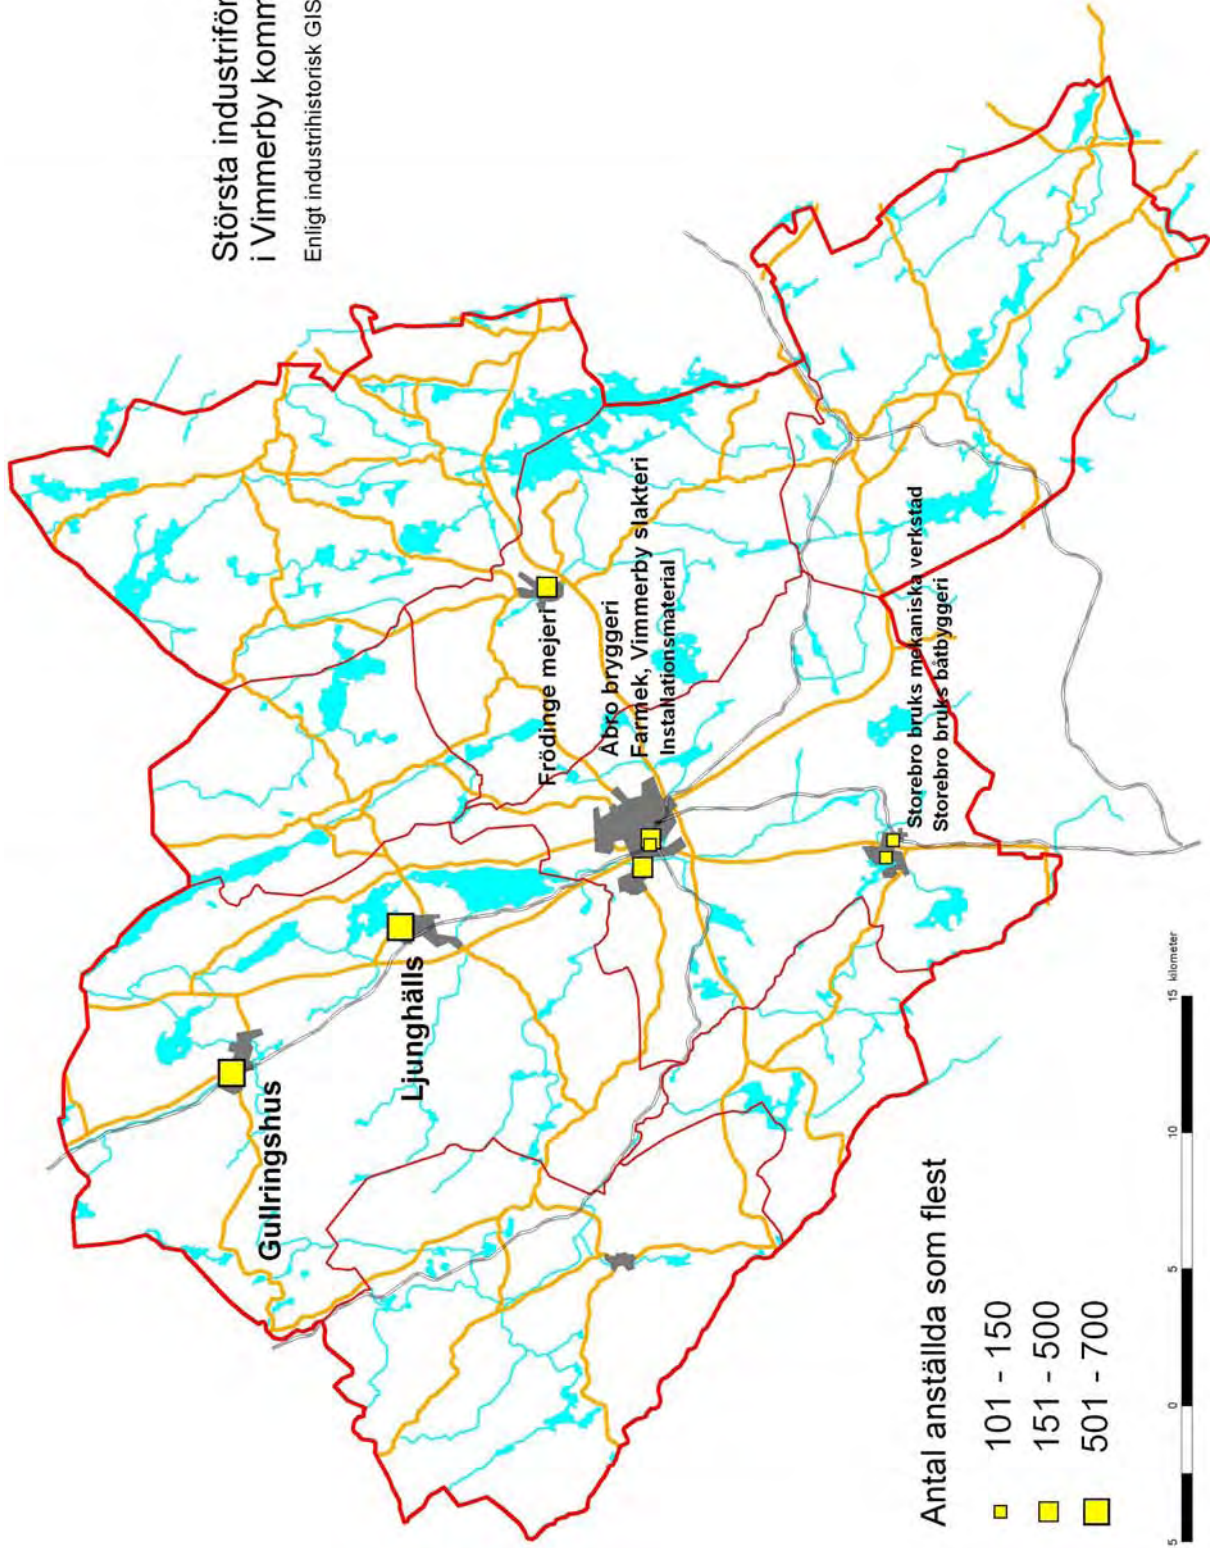 Största industriför
i Vimmerby komm
Enligt industrihistorisk GIS
Gullringshus
Ljunghälls
Frödinge mejeri
Åbro bryggeri
Farmek, Vimmerby slakteri
Installationsmaterial
Storebro bruks mekaniska verkstad
Storebro bruks båtbyggeri
Antal anställda som flest
101 - 150
151 - 500
501 - 700
5 0 5 10 15 kilometer